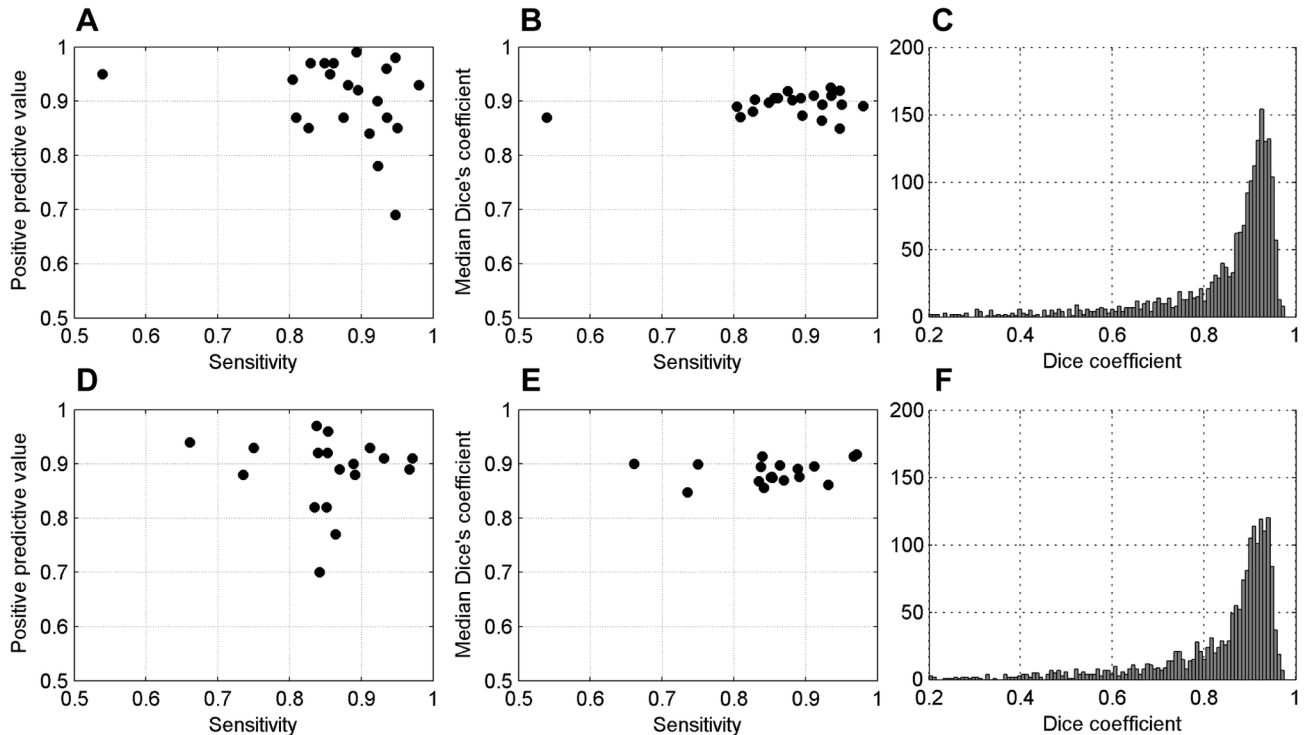 A
Positive predictive value
1
0.9
0.8
0.7
0.6
0.5
0.5 0.6 0.7 0.8 0.9 1
Sensitivity
B
Median Dice's coefficient
1
0.9
0.8
0.7
0.6
0.5
0.5 0.6 0.7 0.8 0.9 1
Sensitivity
C
200
150
100
50
0
0.2 0.4 0.6 0.8 1
Dice coefficient
D
Positive predictive value
1
0.9
0.8
0.7
0.6
0.5
0.5 0.6 0.7 0.8 0.9 1
Sensitivity
E
Median Dice's coefficient
1
0.9
0.8
0.7
0.6
0.5
0.5 0.6 0.7 0.8 0.9 1
Sensitivity
F
200
150
100
50
0
0.2 0.4 0.6 0.8 1
Dice coefficient